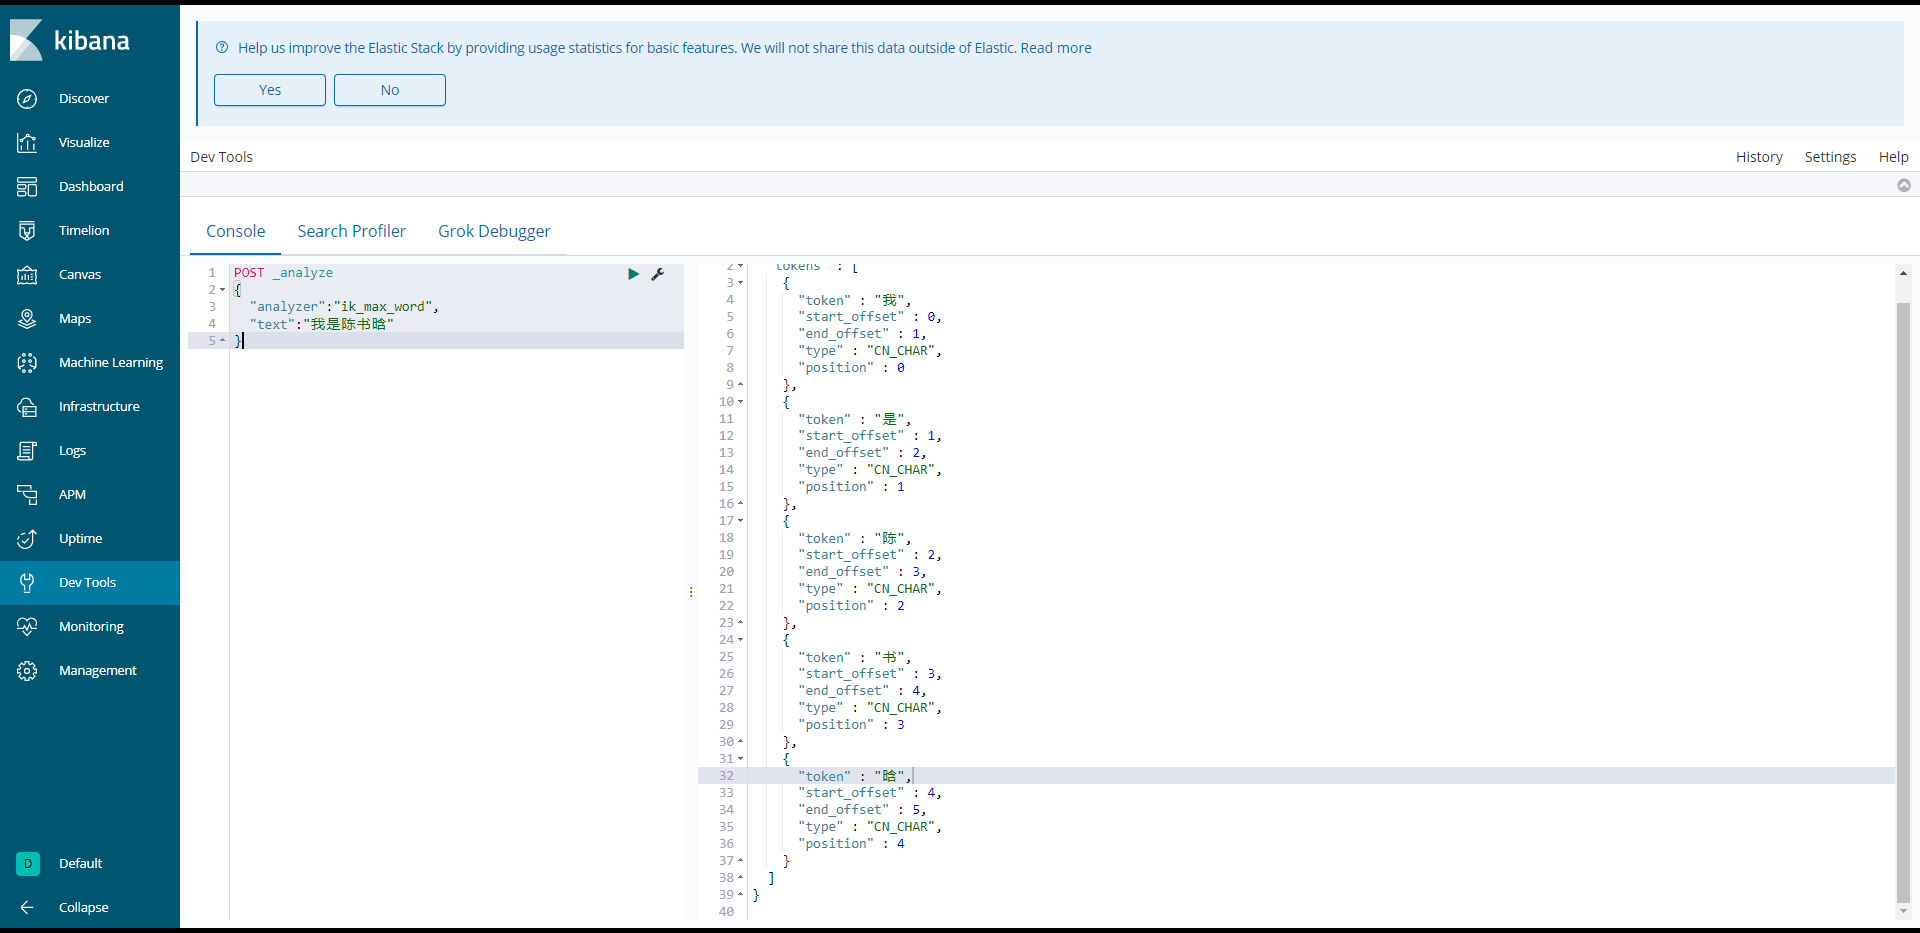 kibana
Discover
Visualize
Dashboard
Timelion
Canvas
Maps
Machine Learning
Infrastructure
Logs
APM
Uptime
Dev Tools
Monitoring
Management
D Default
Collapse
Help us improve the Elastic Stack by providing usage statistics for basic features. We will not share this data outside of Elastic. Read more
Yes No
Dev Tools
History Settings Help
Console Search Profiler Grok Debugger
1 POST _analyze
2 {
3 "analyzer":"ik_max_word",
4 "text":"我是陈书晗"
5 }
2 "tokens" : [
3 {
4 "token" : "我",
5 "start_offset" : 0,
6 "end_offset" : 1,
7 "type" : "CN_CHAR",
8 "position" : 0
9 },
10 {
11 "token" : "是",
12 "start_offset" : 1,
13 "end_offset" : 2,
14 "type" : "CN_CHAR",
15 "position" : 1
16 },
17 {
18 "token" : "陈",
19 "start_offset" : 2,
20 "end_offset" : 3,
21 "type" : "CN_CHAR",
22 "position" : 2
23 },
24 {
25 "token" : "书",
26 "start_offset" : 3,
27 "end_offset" : 4,
28 "type" : "CN_CHAR",
29 "position" : 3
30 },
31 {
32 "token" : "晗",
33 "start_offset" : 4,
34 "end_offset" : 5,
35 "type" : "CN_CHAR",
36 "position" : 4
37 }
38 ]
39 }
40